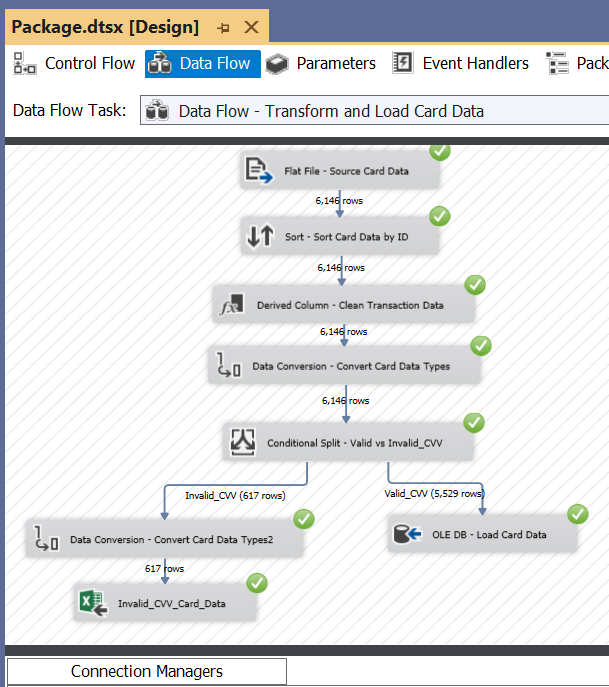 Package.dtsx [Design]
Control Flow
Data Flow
Parameters
Event Handlers
Pack
Data Flow Task:
Data Flow - Transform and Load Card Data
Flat File - Source Card Data
6,146 rows
Sort - Sort Card Data by ID
6,146 rows
Derived Column - Clean Transaction Data
6,146 rows
Data Conversion - Convert Card Data Types
6,146 rows
Conditional Split - Valid vs Invalid_CVV
Invalid_CVV (617 rows)
Valid_CVV (5,529 rows)
Data Conversion - Convert Card Data Types2
OLE DB - Load Card Data
617 rows
Invalid_CVV_Card_Data
Connection Managers